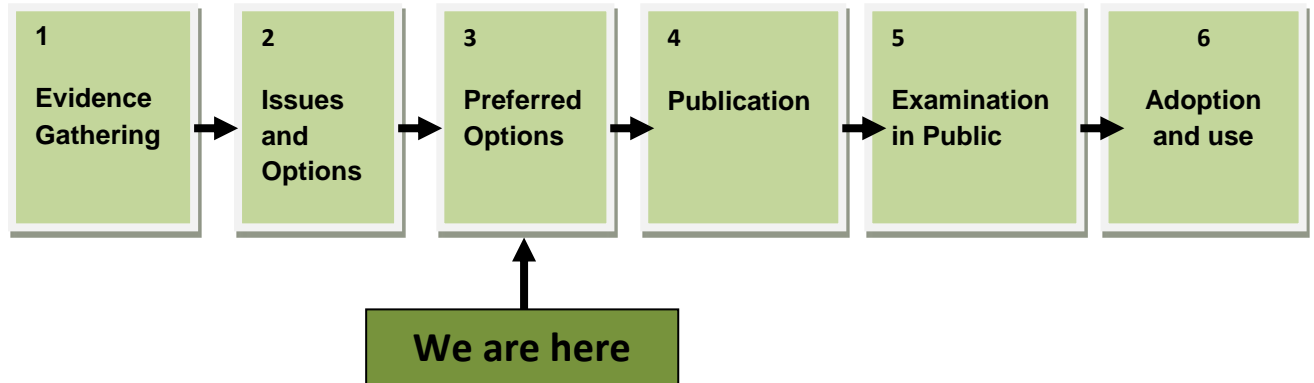 1
Evidence
Gathering
2
Issues
and
Options
3
Preferred
Options
4
Publication
5
Examination
in Public
6
Adoption
and use
We are here